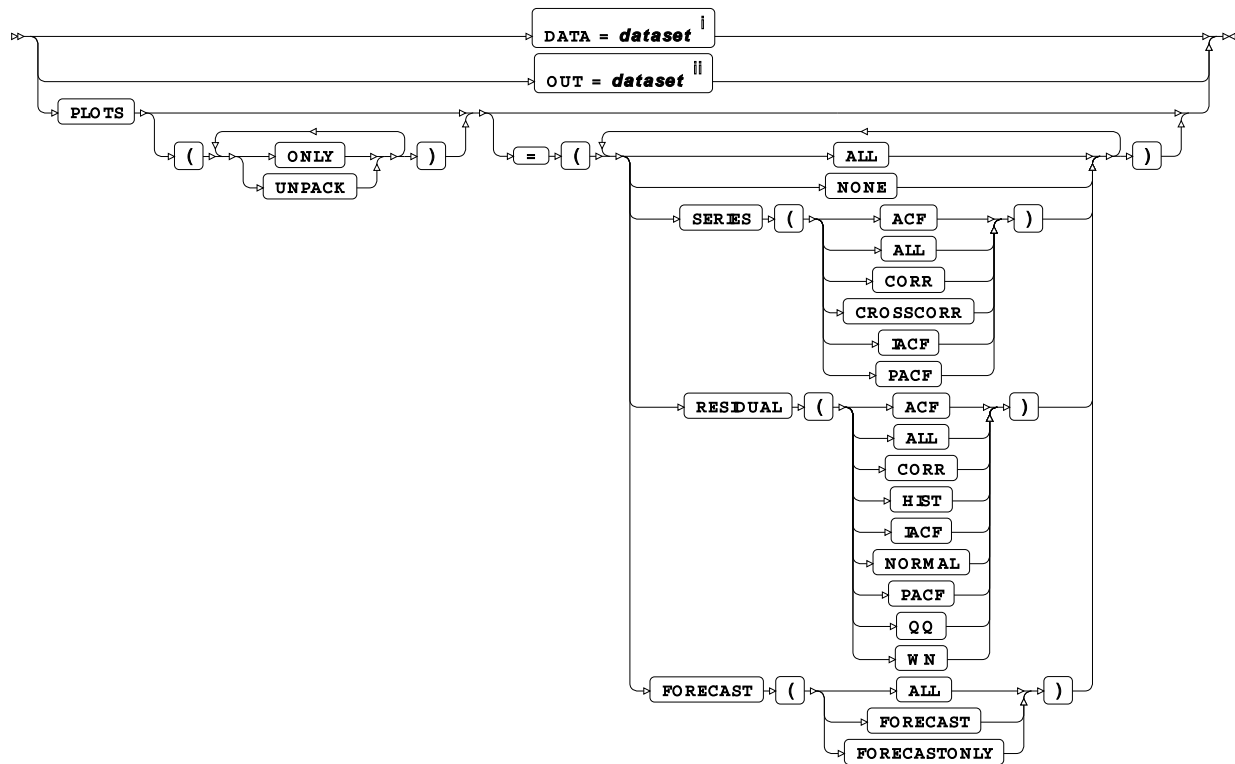 DATA = dataset i
OUT = dataset ii
PLOTS
( ONLY )
UNPACK
= ( ALL )
NONE
SERIES ( ACF )
ALL
CORR
CROSSCORR
IACF
PACF
RESIDUAL ( ACF )
ALL
CORR
HIST
IACF
NORMAL
PACF
QQ
WN
FORECAST ( ALL )
FORECAST
FORECASTONLY